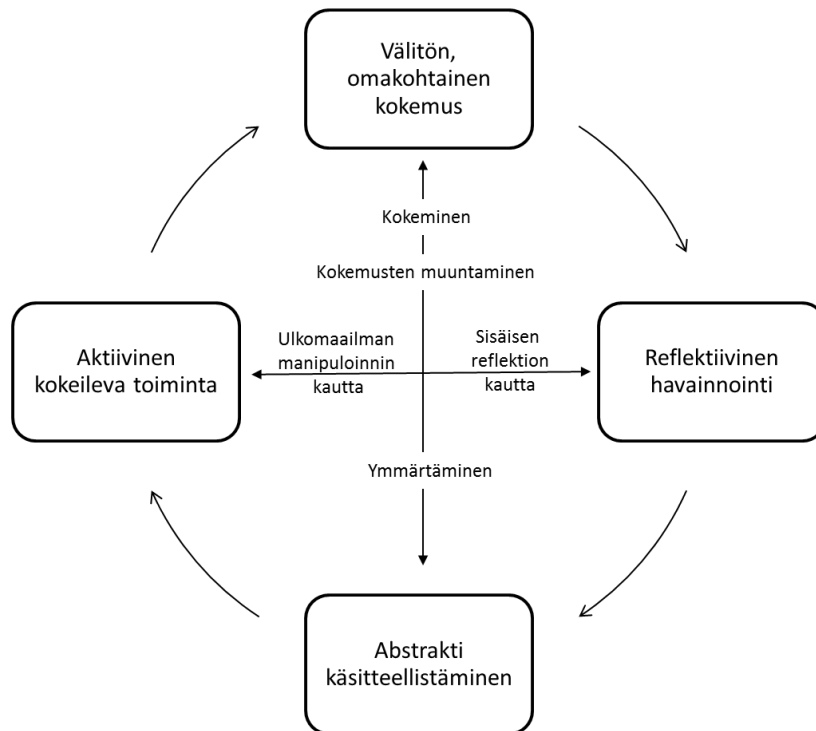 Välitön,
omakohtainen
kokemus
Kokeminen
Kokemusten muuntaminen
Aktiivinen
kokeileva toiminta
Ulkomaailman
manipuloinnin
kautta
Sisäisen
reflektion
kautta
Reflektiivinen
havainnointi
Ymmärtäminen
Abstrakti
käsitteellistäminen